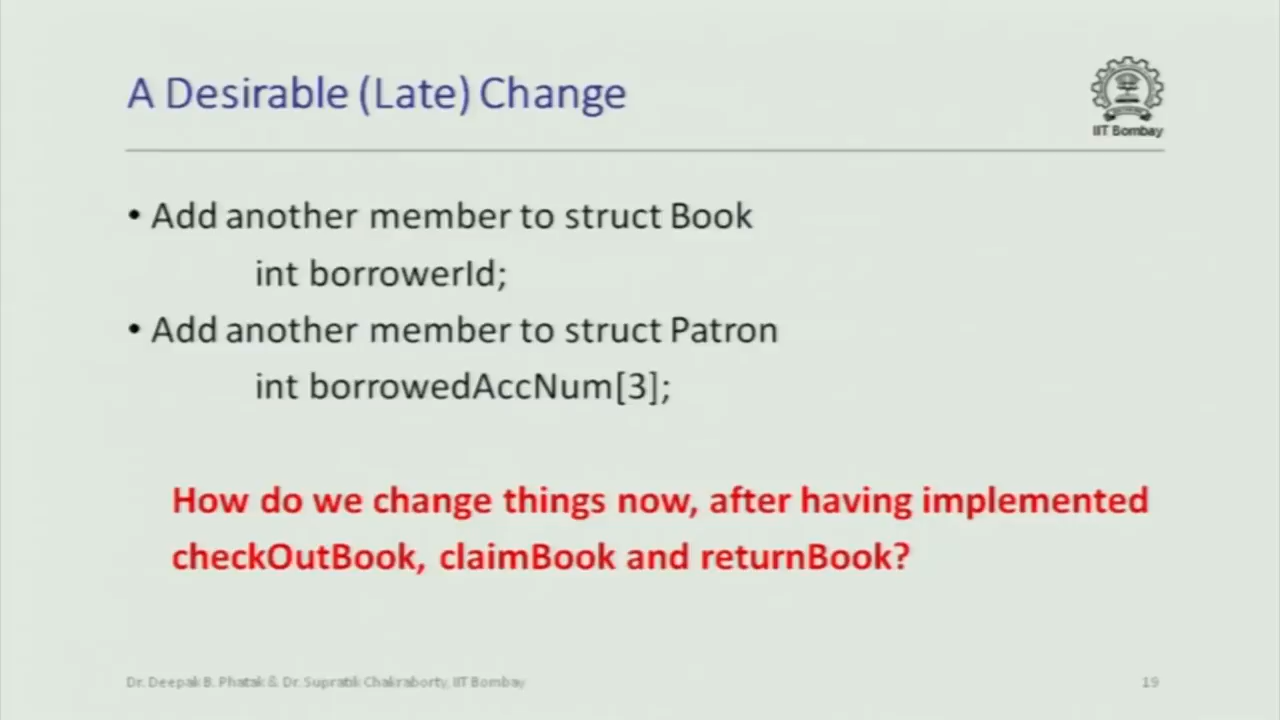 A Desirable (Late) Change
IIT Bombay
• Add another member to struct Book
int borrowerId;
• Add another member to struct Patron
int borrowedAccNum[3];
How do we change things now, after having implemented
checkOutBook, claimBook and returnBook?
Dr. Deepak B. Phatak & Dr. Supratik Chakraborty, IIT Bombay
19